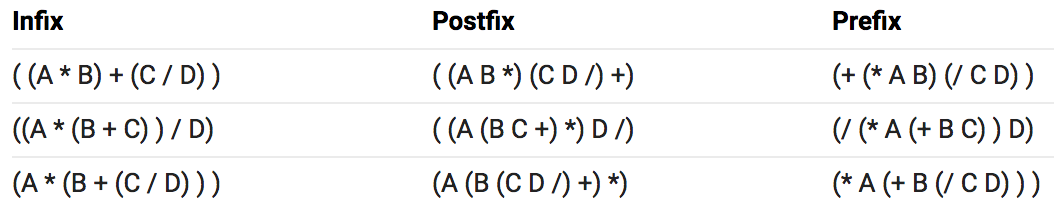 Infix Postfix Prefix
( (A * B) + (C / D) ) ( (A B *) (C D /) +) (+ (* A B) (/ C D) )
((A * (B + C) ) / D) ( (A (B C +) *) D /) (/ (* A (+ B C) ) D)
(A * (B + (C / D) ) ) (A (B (C D /) +) *) (* A (+ B (/ C D) ) )